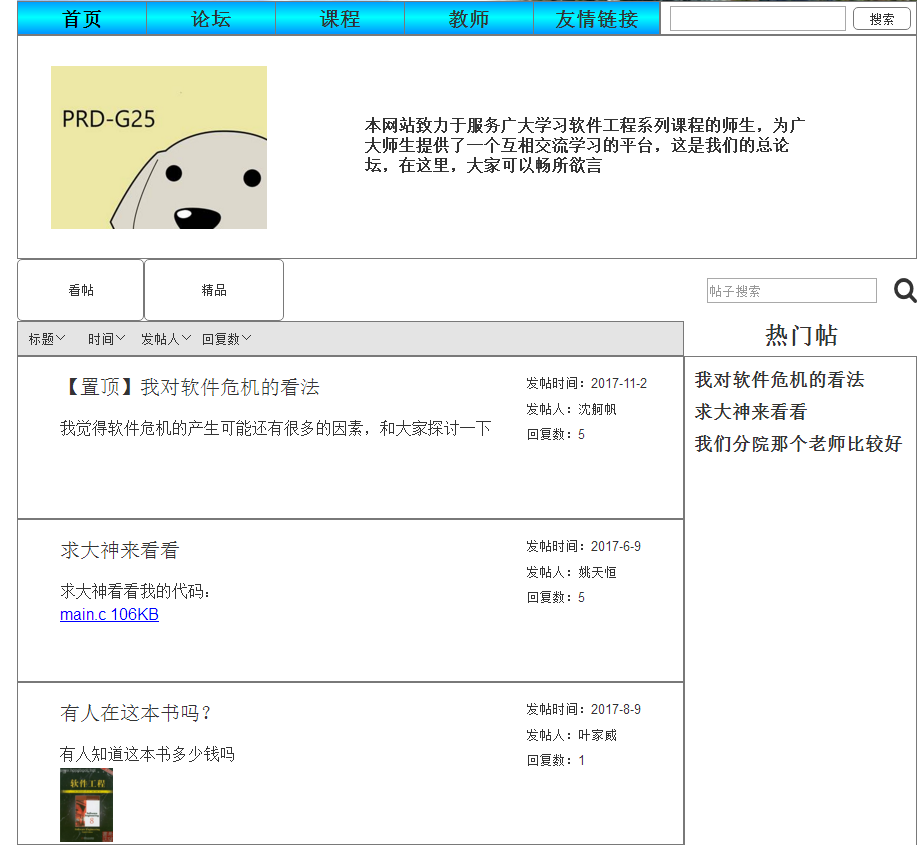 首页 论坛 课程 教师 友情链接 搜索
PRD-G25
本网站致力于服务广大学习软件工程系列课程的师生，为广
大师生提供了一个互相交流学习的平台，这是我们的总论
坛，在这里，大家可以畅所欲言
看帖 精品 帖子搜索
标题 时间 发帖人 回复数
热门帖
【置顶】我对软件危机的看法
我觉得软件危机的产生可能还有很多的因素，和大家探讨一下
发帖时间：2017-11-2
发帖人：沈舸帆
回复数：5
我对软件危机的看法
求大神来看看
我们分院那个老师比较好
求大神来看看
求大神看看我的代码：
main.c 106KB
发帖时间：2017-6-9
发帖人：姚天恒
回复数：5
有人在这本书吗？
有人知道这本书多少钱吗
发帖时间：2017-8-9
发帖人：叶家威
回复数：1
软件工程
8